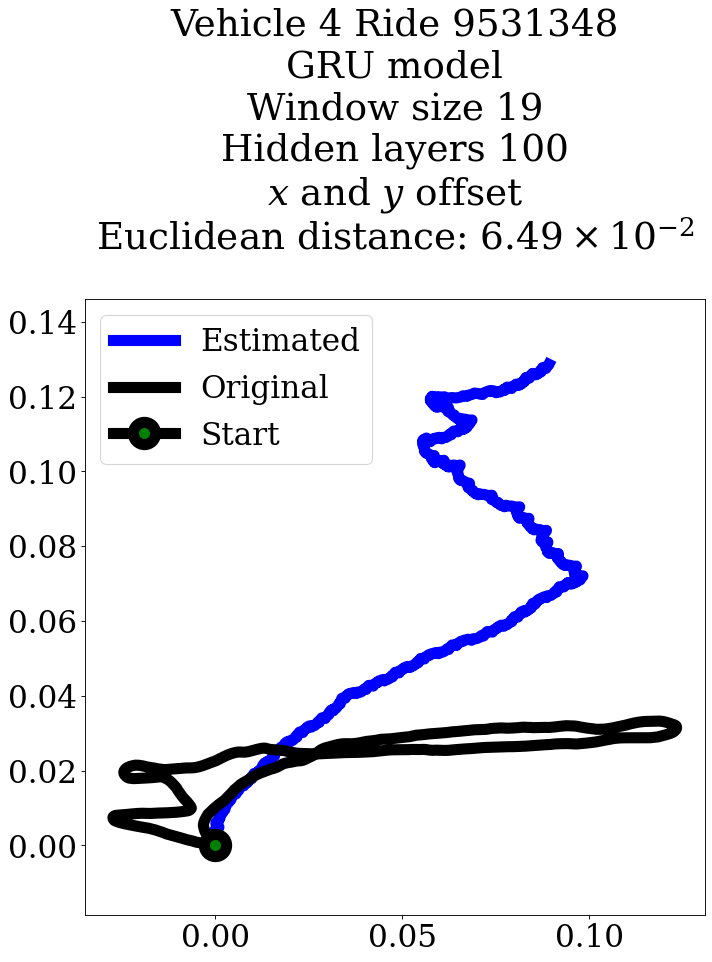 Vehicle 4 Ride 9531348
GRU model
Window size 19
Hidden layers 100
x and y offset
Euclidean distance: 6.49 × 10⁻²
Estimated
Original
Start
0.14
0.12
0.10
0.08
0.06
0.04
0.02
0.00
0.00 0.05 0.10